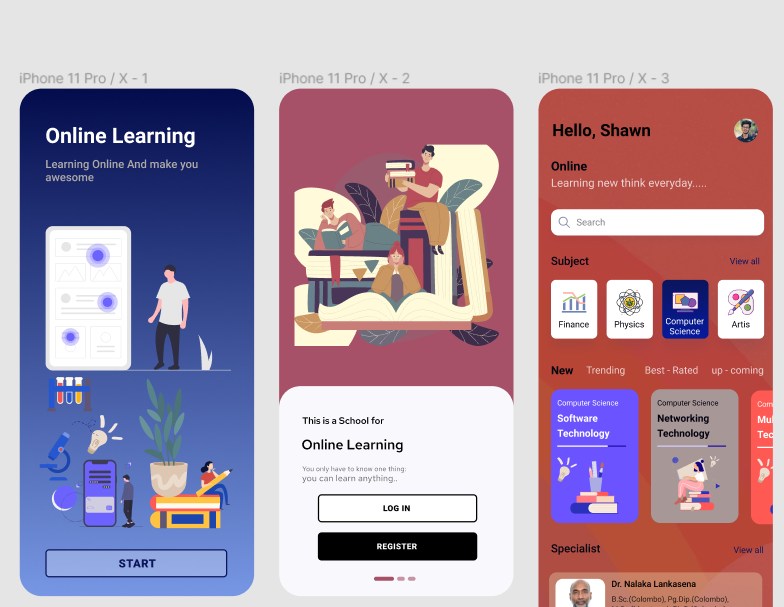 iPhone 11 Pro / X - 1
Online Learning
Learning Online And make you
awesome
START
iPhone 11 Pro / X - 2
This is a School for
Online Learning
You only have to know one thing:
you can learn anything..
LOG IN
REGISTER
iPhone 11 Pro / X - 3
Hello, Shawn
Online
Learning new think everyday.....
Search
Subject
View all
Finance
Physics
Computer
Science
Artis
New
Trending
Best - Rated
up - coming
Computer Science
Software
Technology
Computer Science
Networking
Technology
Com
Mul
Tec
Specialist
View all
Dr. Nalaka Lankasena
B.Sc.(Colombo), Pg.Dip.(Colombo),